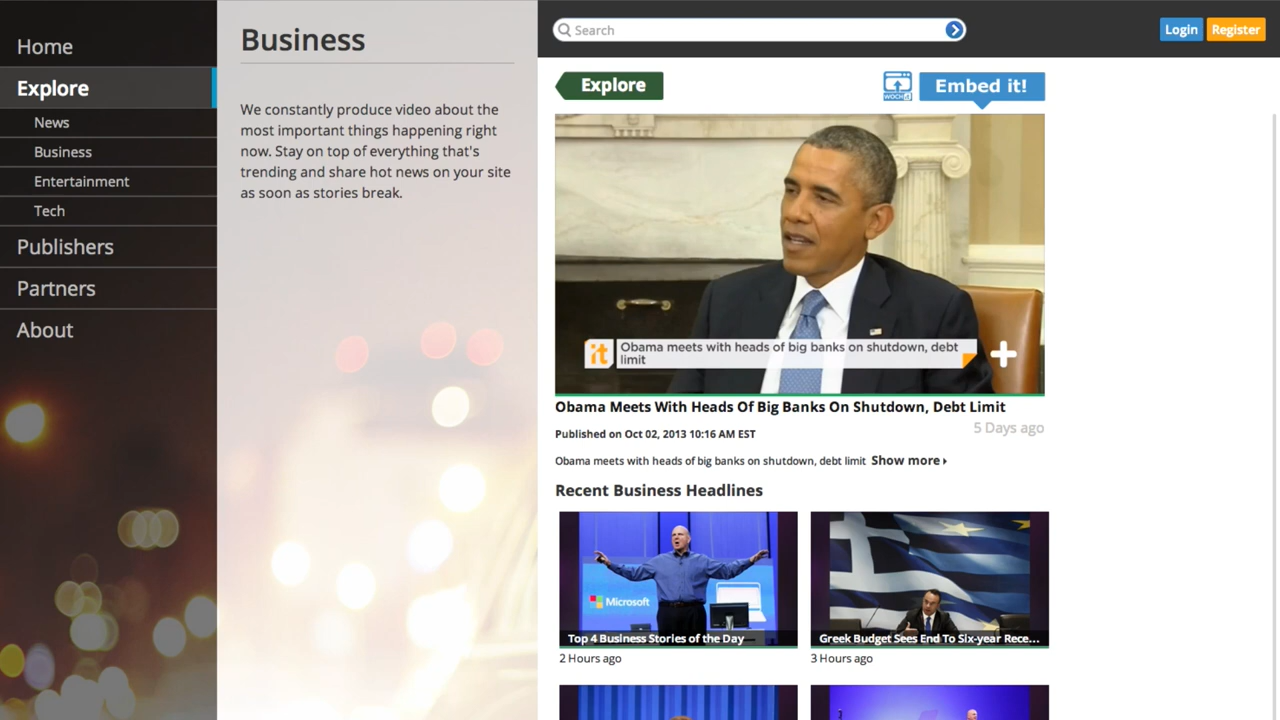 Home
Explore
News
Business
Entertainment
Tech
Publishers
Partners
About
Business
We constantly produce video about the
most important things happening right
now. Stay on top of everything that's
trending and share hot news on your site
as soon as stories break.
Search
Login
Register
Explore
WOCHIT
Embed it!
it
Obama meets with heads of big banks on shutdown, debt
limit
Obama Meets With Heads Of Big Banks On Shutdown, Debt Limit
5 Days ago
Published on Oct 02, 2013 10:16 AM EST
Obama meets with heads of big banks on shutdown, debt limit Show more
Recent Business Headlines
Microsoft
Top 4 Business Stories of the Day
2 Hours ago
Greek Budget Sees End To Six-year Rece...
3 Hours ago